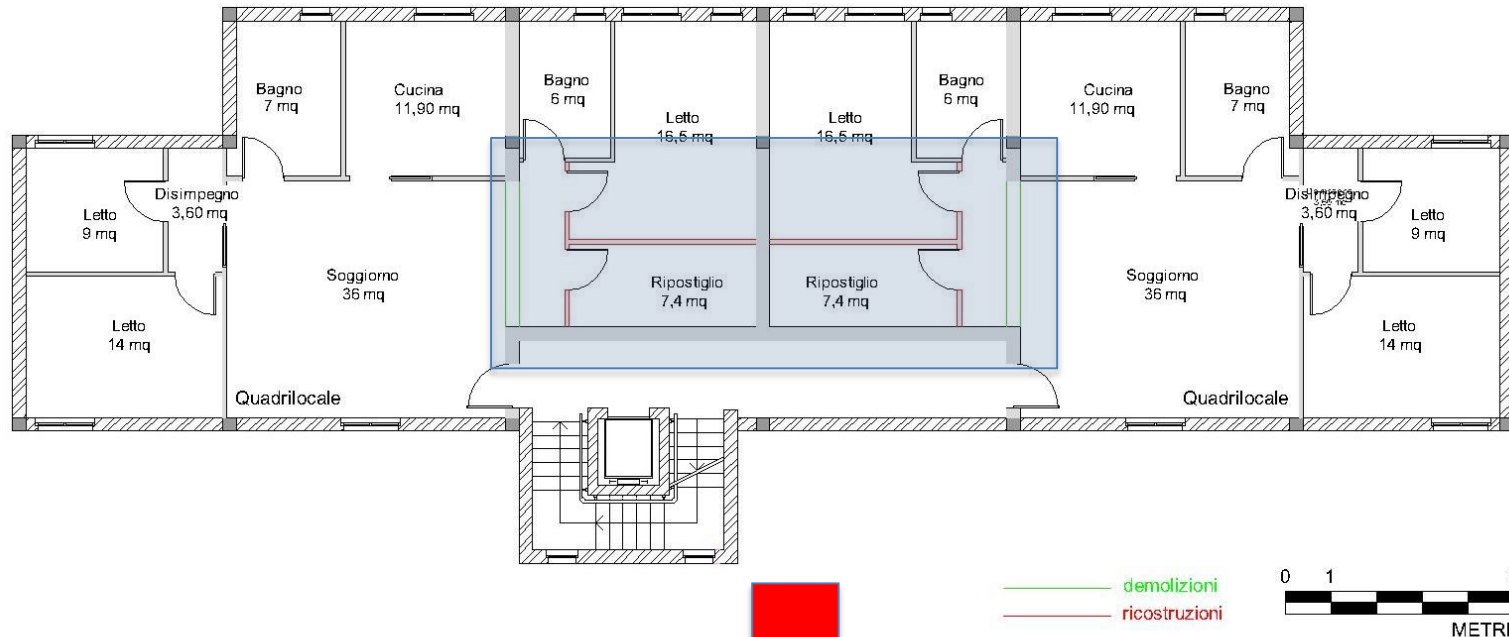 Bagno
7 mq
Cucina
11,90 mq
Bagno
6 mq
Letto
16,5 mq
Letto
16,5 mq
Bagno
6 mq
Cucina
11,90 mq
Bagno
7 mq
Disimpegno
3,60 mq
Letto
9 mq
Soggiorno
36 mq
Ripostiglio
7,4 mq
Ripostiglio
7,4 mq
Soggiorno
36 mq
Disimpegno
3,60 mq
Letto
9 mq
Letto
14 mq
Letto
14 mq
Quadrilocale
Quadrilocale
demolizioni
ricostruzioni
0 1
METRI